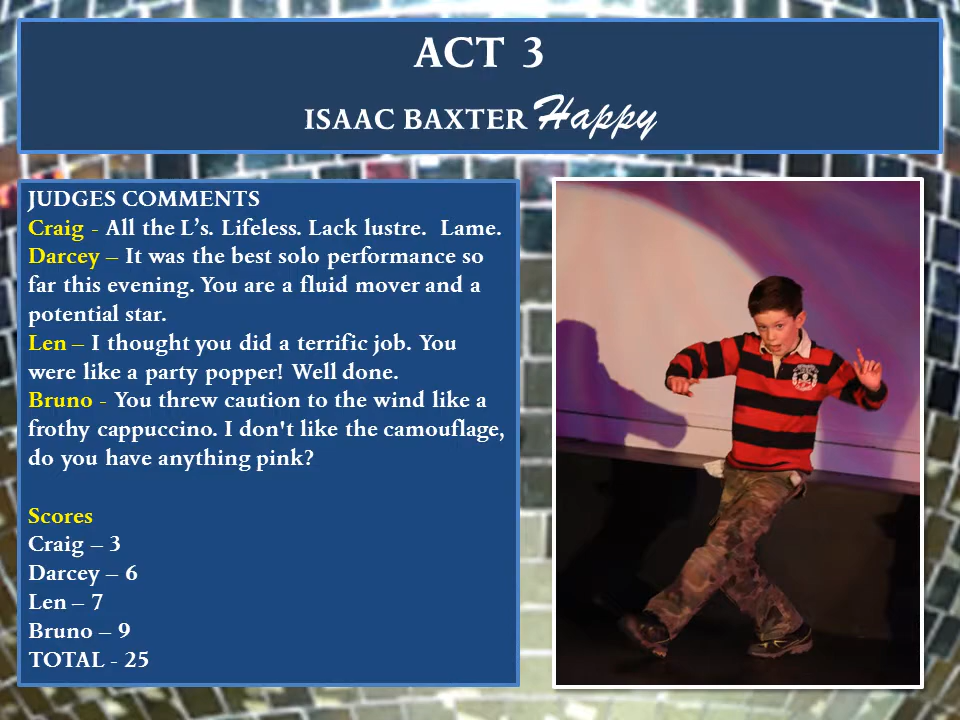 ACT 3
ISAAC BAXTER Happy
JUDGES COMMENTS
Craig - All the L’s. Lifeless. Lack lustre.  Lame.
Darcey – It was the best solo performance so
far this evening. You are a fluid mover and a
potential star.
Len – I thought you did a terrific job. You
were like a party popper!  Well done.
Bruno - You threw caution to the wind like a
frothy cappuccino. I don't like the camouflage,
do you have anything pink?
Scores
Craig – 3
Darcey – 6
Len – 7
Bruno – 9
TOTAL - 25